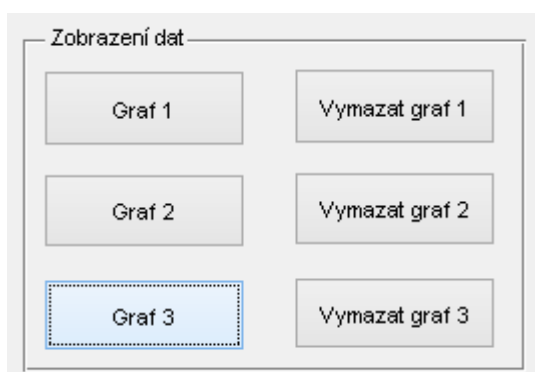 Zobrazení dat
Graf 1
Vymazat graf 1
Graf 2
Vymazat graf 2
Graf 3
Vymazat graf 3